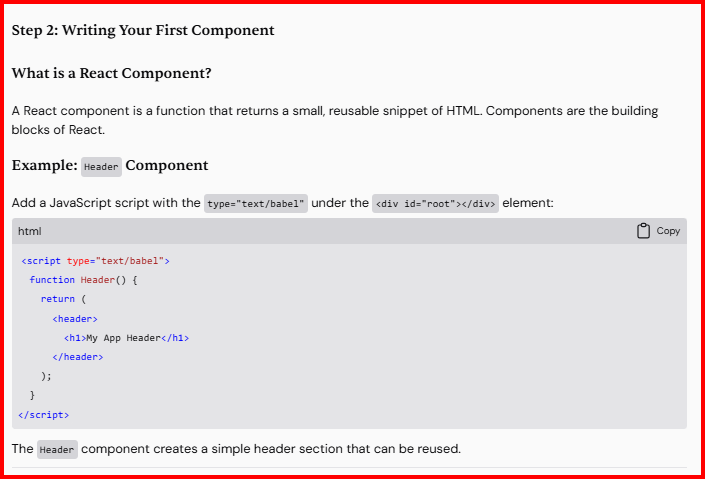 Step 2: Writing Your First Component
What is a React Component?
A React component is a function that returns a small, reusable snippet of HTML. Components are the building
blocks of React.
Example: Header Component
Add a JavaScript script with the type="text/babel" under the <div id="root"></div> element:
html Copy
<script type="text/babel">
  function Header() {
    return (
      <header>
        <h1>My App Header</h1>
      </header>
    );
  }
</script>
The Header component creates a simple header section that can be reused.